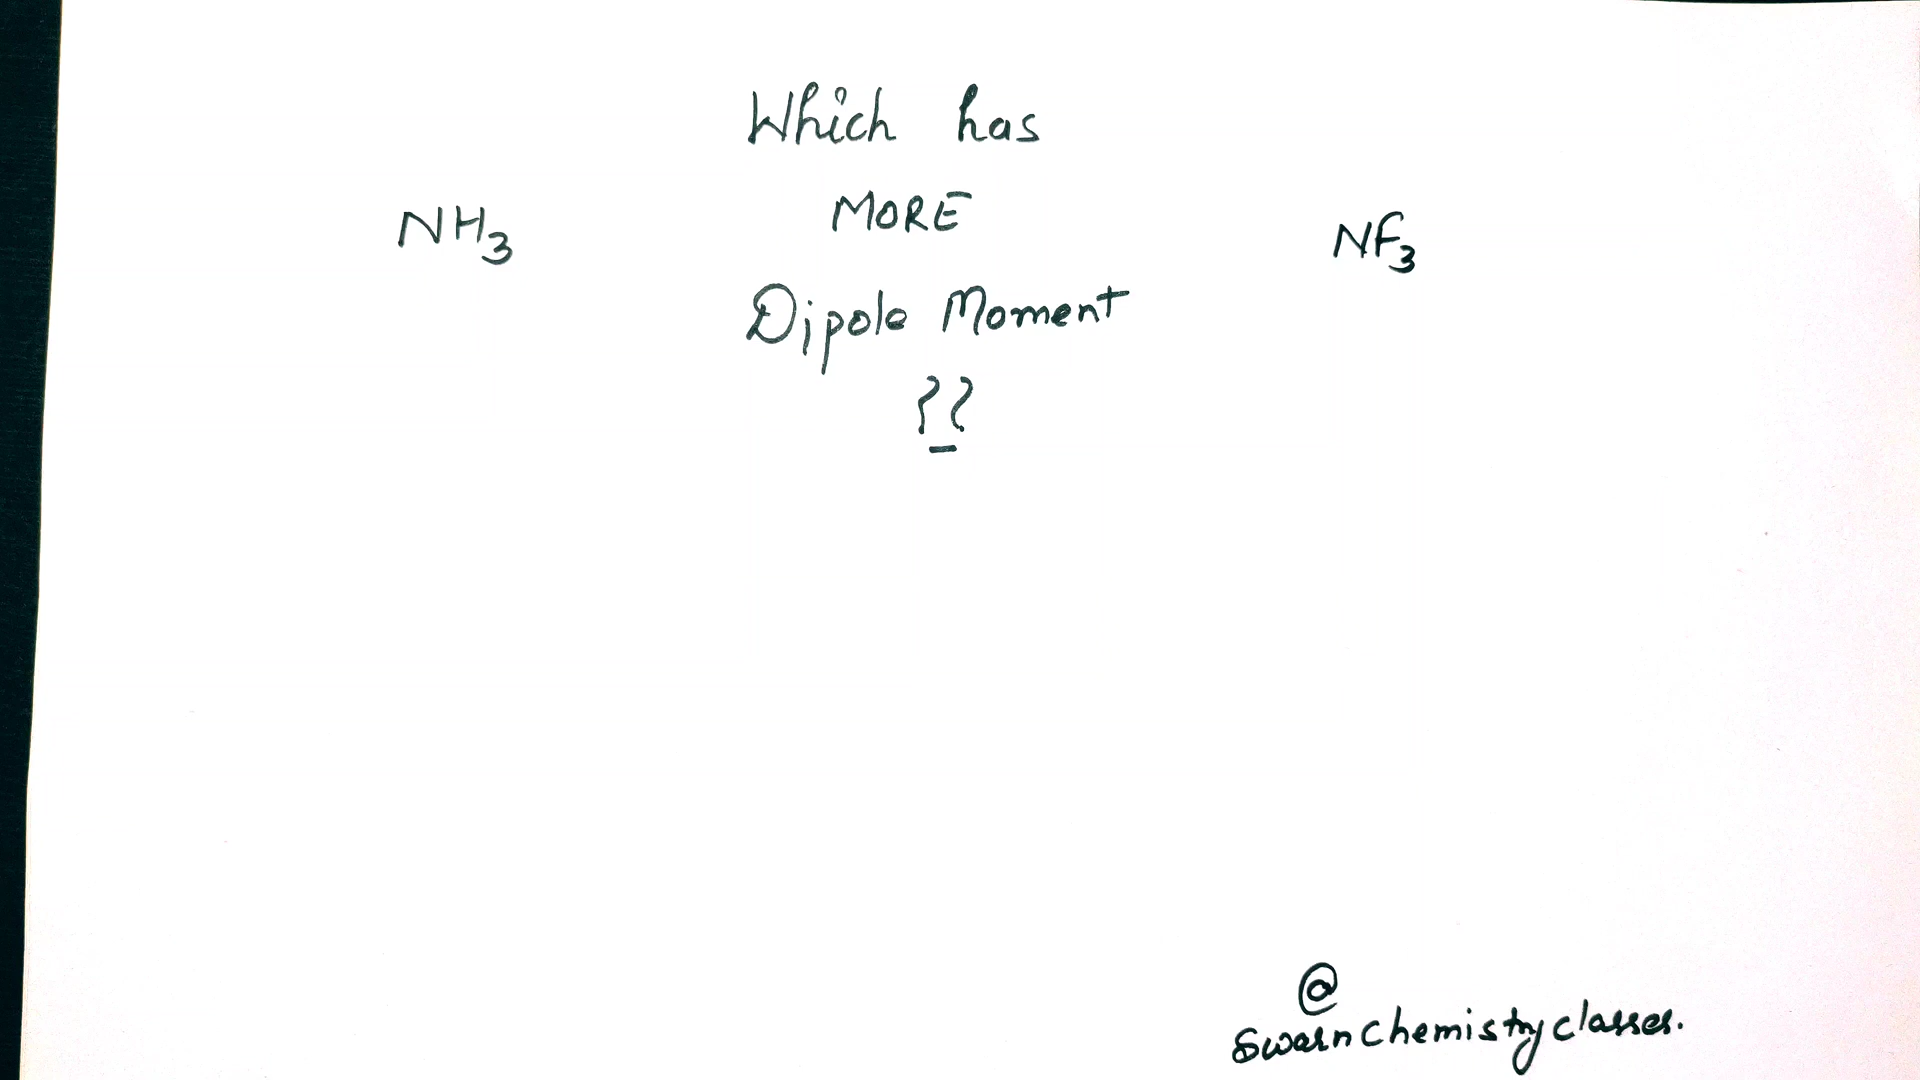 Which has
NH3 MORE NF3
Dipole Moment
??
@
Swarnchemistryclasses.